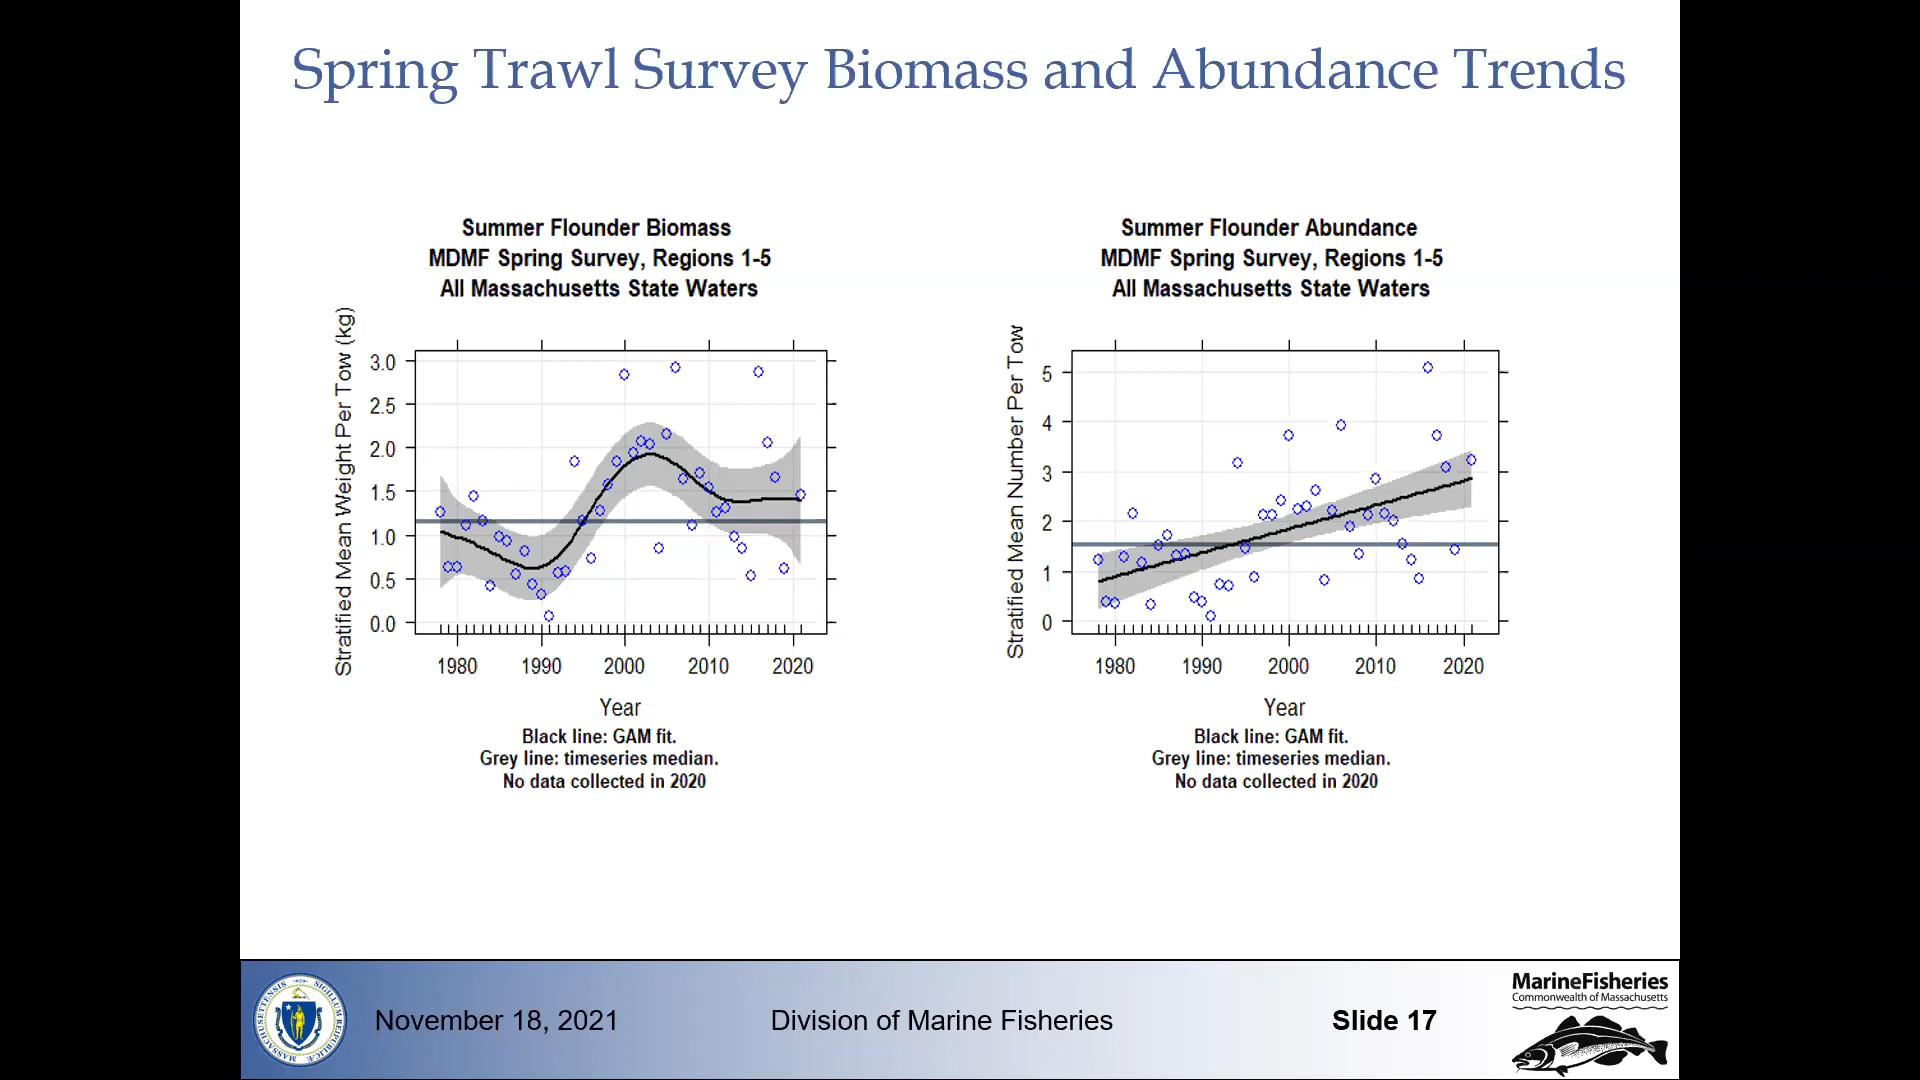 Spring Trawl Survey Biomass and Abundance Trends
Summer Flounder Biomass
MDMF Spring Survey, Regions 1-5
All Massachusetts State Waters
Stratified Mean Weight Per Tow (kg)
3.0
2.5
2.0
1.5
1.0
0.5
0.0
1980 1990 2000 2010 2020
Year
Black line: GAM fit.
Grey line: timeseries median.
No data collected in 2020
Summer Flounder Abundance
MDMF Spring Survey, Regions 1-5
All Massachusetts State Waters
Stratified Mean Number Per Tow
5
4
3
2
1
0
1980 1990 2000 2010 2020
Year
Black line: GAM fit.
Grey line: timeseries median.
No data collected in 2020
November 18, 2021
Division of Marine Fisheries
Slide 17
MarineFisheries
Commonwealth of Massachusetts